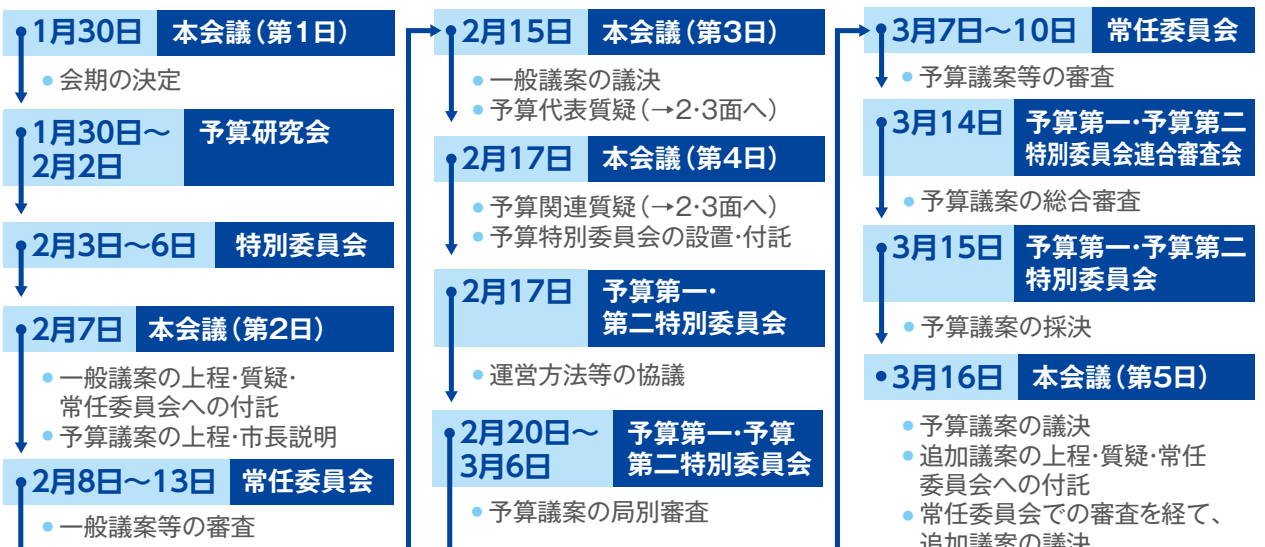 1月30日 本会議（第1日）
●会期の決定
1月30日～ 予算研究会
2月2日
2月3日～6日 特別委員会
2月7日 本会議（第2日）
●一般議案の上程・質疑・
常任委員会への付託
●予算議案の上程・市長説明
2月8日～13日 常任委員会
●一般議案等の審査
2月15日 本会議（第3日）
●一般議案の議決
●予算代表質疑（→2・3面へ）
2月17日 本会議（第4日）
●予算関連質疑（→2・3面へ）
●予算特別委員会の設置・付託
2月17日 予算第一・
第二特別委員会
●運営方法等の協議
2月20日～ 予算第一・予算
3月6日 第二特別委員会
●予算議案の局別審査
3月7日～10日 常任委員会
●予算議案等の審査
3月14日 予算第一・予算第二
特別委員会連合審査会
●予算議案の総合審査
3月15日 予算第一・予算第二
特別委員会
●予算議案の採決
●3月16日 本会議（第5日）
●予算議案の議決
●追加議案の上程・質疑・常任
委員会への付託
●常任委員会での審査を経て、
追加議案の議決